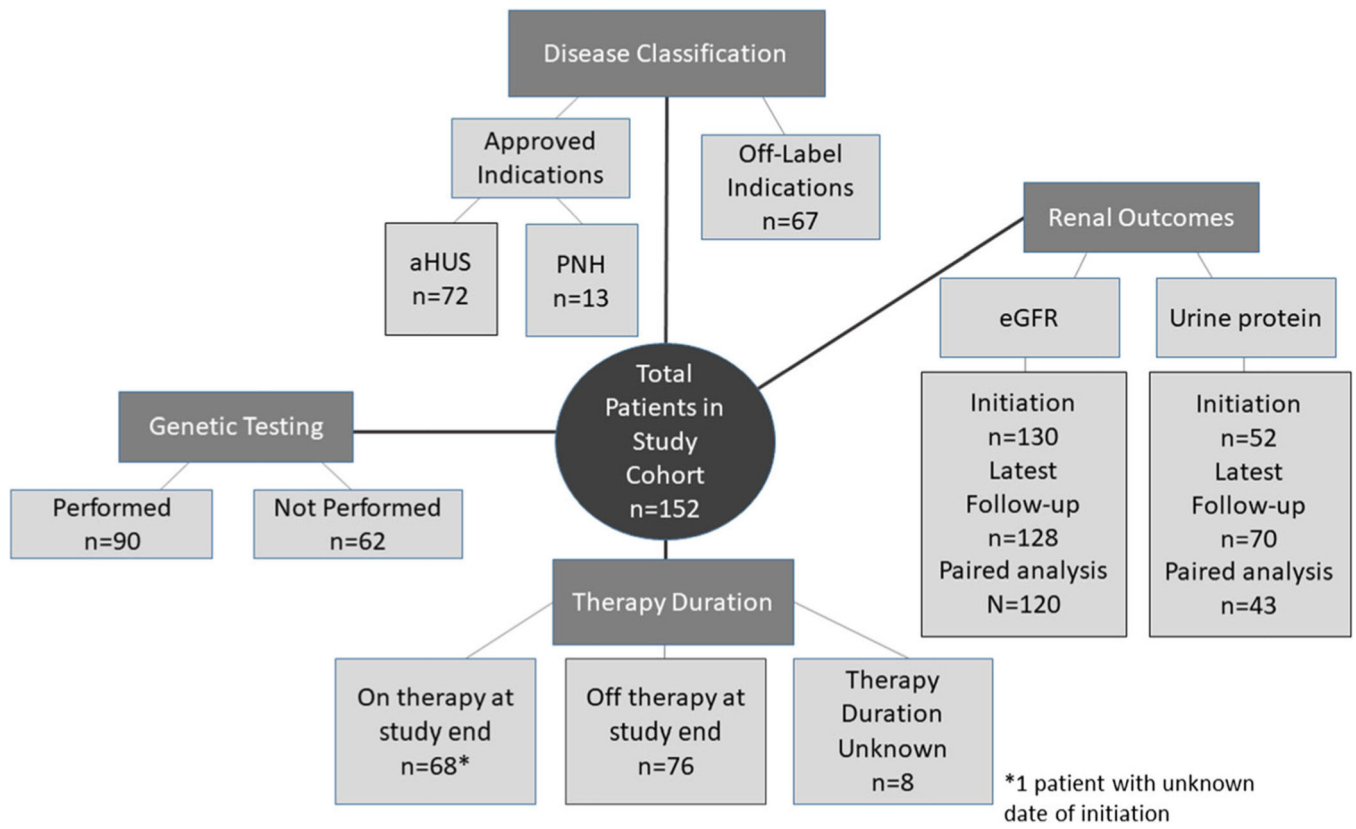 Disease Classification
Approved
Indications
Off-Label
Indications
n=67
aHUS
n=72
PNH
n=13
Renal Outcomes
eGFR
Urine protein
Initiation
n=130
Latest
Follow-up
n=128
Paired analysis
N=120
Initiation
n=52
Latest
Follow-up
n=70
Paired analysis
n=43
Total
Patients in
Study
Cohort
n=152
Genetic Testing
Performed
n=90
Not Performed
n=62
Therapy Duration
On therapy at
study end
n=68*
Off therapy at
study end
n=76
Therapy
Duration
Unknown
n=8
*1 patient with unknown
date of initiation